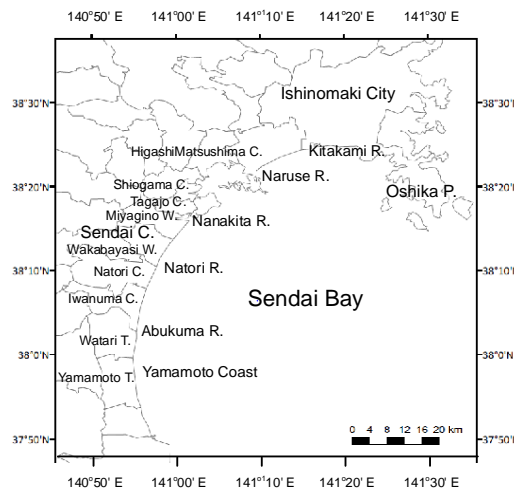 140°50' E 141°00' E 141°10' E 141°20' E 141°30' E
38°30'N 38°30'N
Ishinomaki City
HigashiMatsushima C. Kitakami R.
Naruse R.
38°20'N Shiogama C. 38°20'N
Oshika P.
Tagajo C.
Miyagino W. Nanakita R.
Sendai C.
Wakabayasi W.
38°10'N Natori C. Natori R. 38°10'N
Iwanuma C. Sendai Bay
Abukuma R.
Watari T.
38°0'N 38°0'N
Yamamoto T. Yamamoto Coast
0 4 8 12 16 20 km
37°50'N 37°50'N
140°50' E 141°00' E 141°10' E 141°20' E 141°30' E